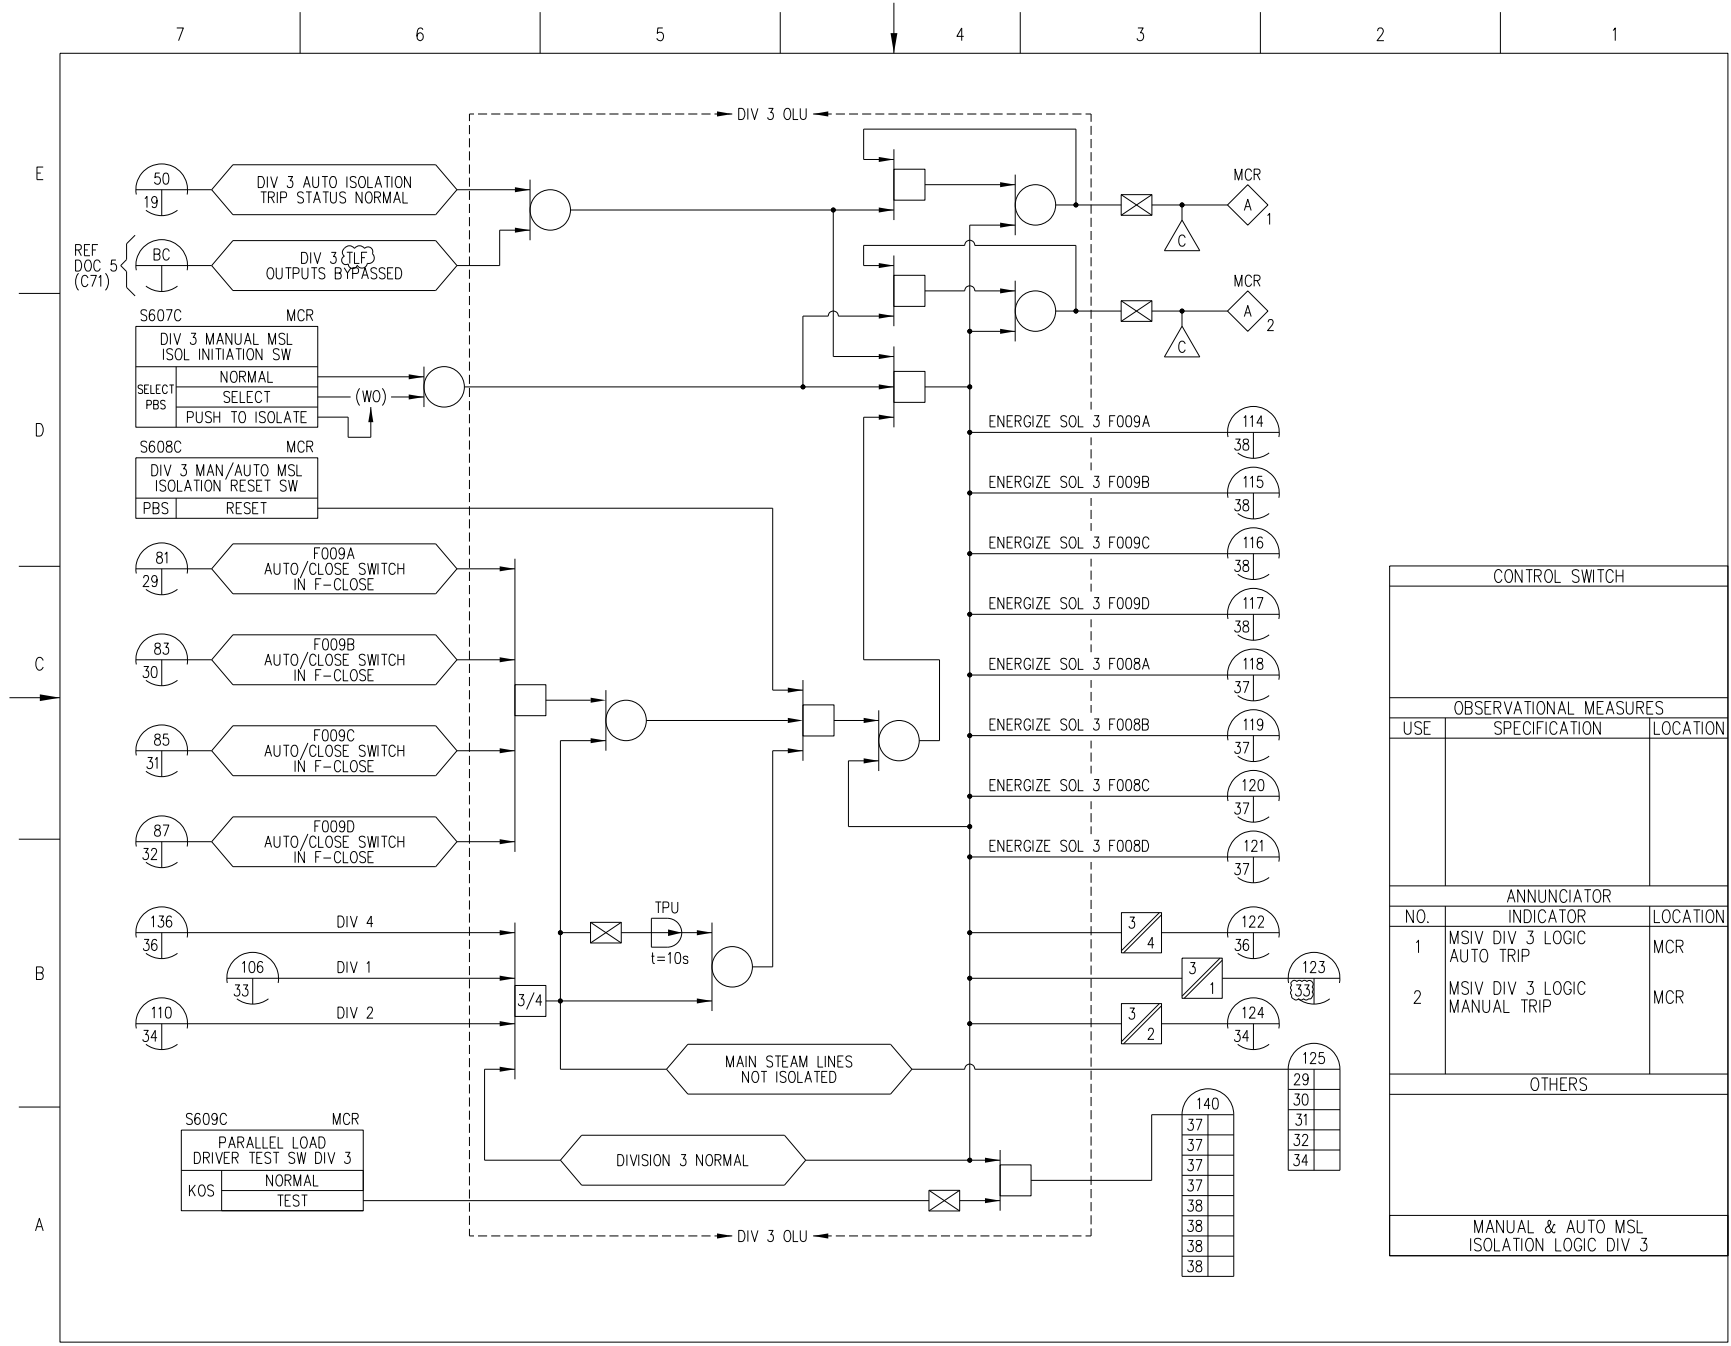 7 6 5 4 3 2 1
E
D
C
B
A
DIV 3 OLU
50
19
DIV 3 AUTO ISOLATION
TRIP STATUS NORMAL
REF
DOC 5
(C71)
BC
DIV 3 TLF
OUTPUTS BYPASSED
S607C MCR
DIV 3 MANUAL MSL
ISOL INITIATION SW
SELECT
PBS
NORMAL
SELECT
PUSH TO ISOLATE
(WO)
S608C MCR
DIV 3 MAN/AUTO MSL
ISOLATION RESET SW
PBS RESET
81
29
F009A
AUTO/CLOSE SWITCH
IN F-CLOSE
83
30
F009B
AUTO/CLOSE SWITCH
IN F-CLOSE
85
31
F009C
AUTO/CLOSE SWITCH
IN F-CLOSE
87
32
F009D
AUTO/CLOSE SWITCH
IN F-CLOSE
136
36
DIV 4
106
33
DIV 1
110
34
DIV 2
3/4
TPU
t=10s
MAIN STEAM LINES
NOT ISOLATED
DIVISION 3 NORMAL
S609C MCR
PARALLEL LOAD
DRIVER TEST SW DIV 3
KOS
NORMAL
TEST
DIV 3 OLU
MCR
A
1
C
MCR
A
2
C
ENERGIZE SOL 3 F009A
114
38
ENERGIZE SOL 3 F009B
115
38
ENERGIZE SOL 3 F009C
116
38
ENERGIZE SOL 3 F009D
117
38
ENERGIZE SOL 3 F008A
118
37
ENERGIZE SOL 3 F008B
119
37
ENERGIZE SOL 3 F008C
120
37
ENERGIZE SOL 3 F008D
121
37
3
4
122
36
3
1
123
33
3
2
124
34
125
29
30
31
32
34
140
37
37
37
37
38
38
38
38
CONTROL SWITCH
OBSERVATIONAL MEASURES
USE SPECIFICATION LOCATION
ANNUNCIATOR
NO. INDICATOR LOCATION
1 MSIV DIV 3 LOGIC
AUTO TRIP MCR
2 MSIV DIV 3 LOGIC
MANUAL TRIP MCR
OTHERS
MANUAL & AUTO MSL
ISOLATION LOGIC DIV 3